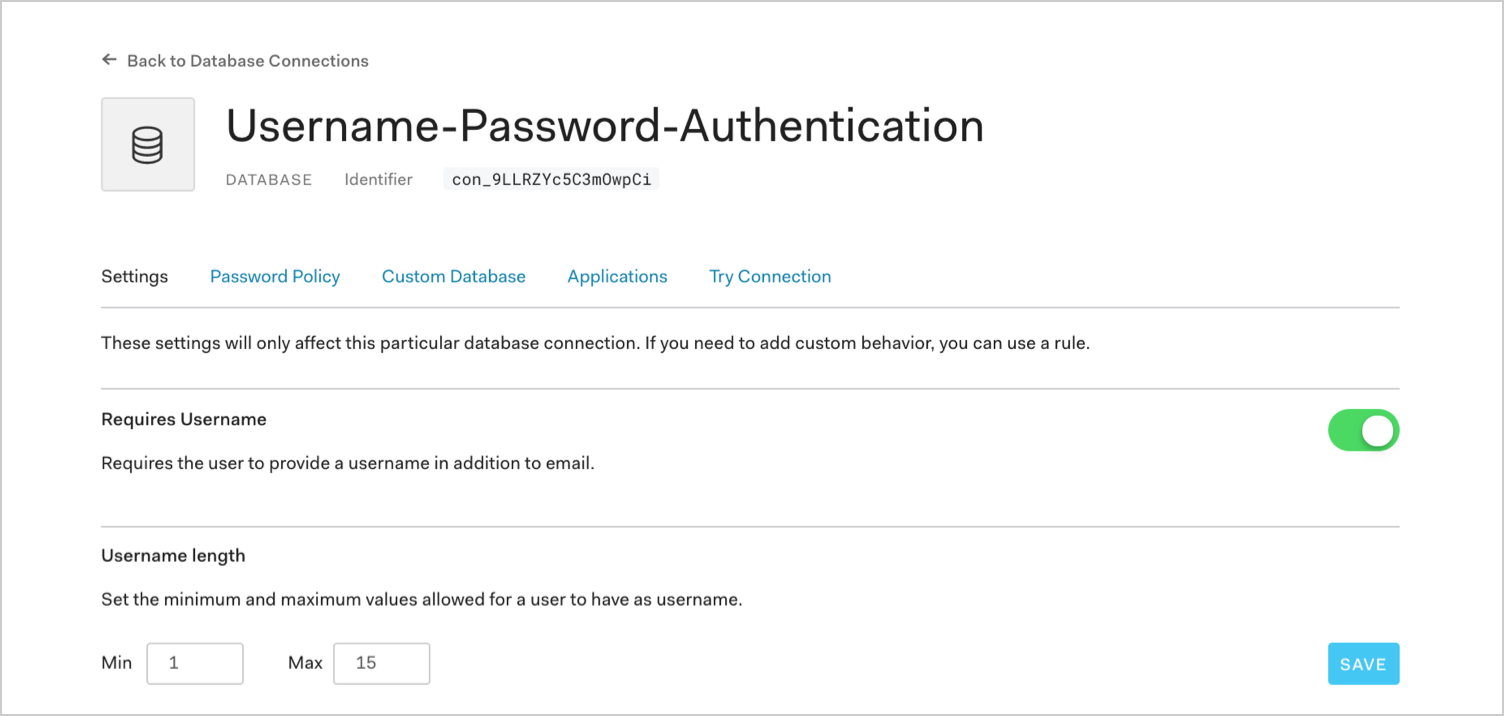 ← Back to Database Connections
Username-Password-Authentication
DATABASE Identifier con_9LLRZYc5C3mOwpCi
Settings Password Policy Custom Database Applications Try Connection
These settings will only affect this particular database connection. If you need to add custom behavior, you can use a rule.
Requires Username
Requires the user to provide a username in addition to email.
Username length
Set the minimum and maximum values allowed for a user to have as username.
Min 1 Max 15 SAVE